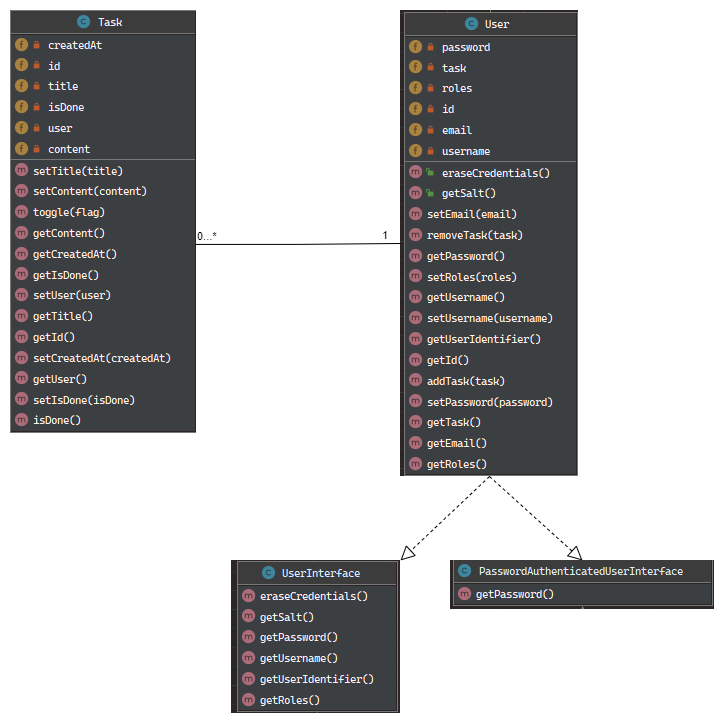 Task
createdAt
id
title
isDone
user
content
setTitle(title)
setContent(content)
toggle(flag)
getContent()
getCreatedAt()
getIsDone()
setUser(user)
getTitle()
getId()
setCreatedAt(createdAt)
getUser()
setIsDone(isDone)
isDone()
0...*
1
User
password
task
roles
id
email
username
eraseCredentials()
getSalt()
setEmail(email)
removeTask(task)
getPassword()
setRoles(roles)
getUsername()
setUsername(username)
getUserIdentifier()
getId()
addTask(task)
setPassword(password)
getTask()
getEmail()
getRoles()
UserInterface
eraseCredentials()
getSalt()
getPassword()
getUsername()
getUserIdentifier()
getRoles()
PasswordAuthenticatedUserInterface
getPassword()